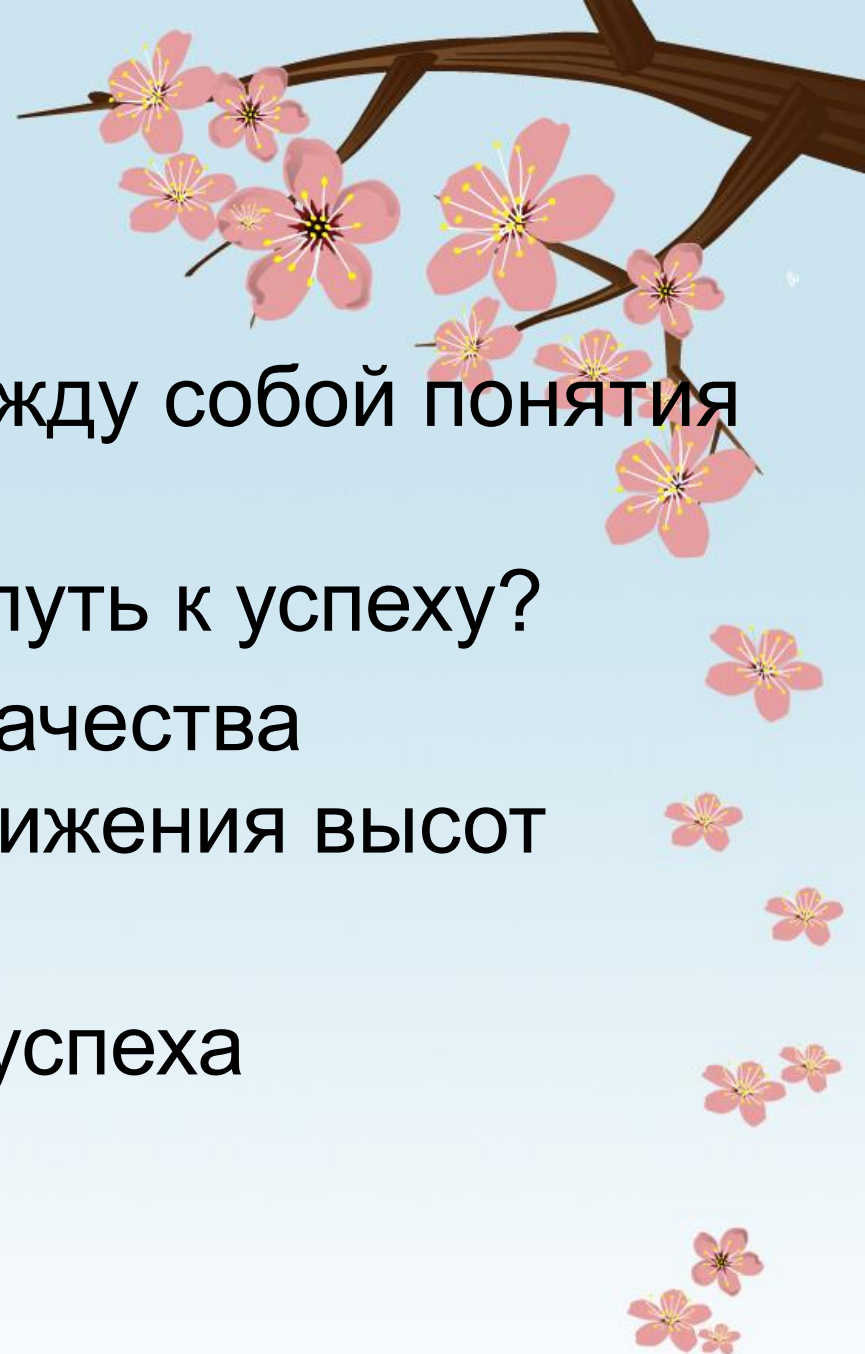 жду собой понятия
путь к успеху?
ачества
ижения высот
успеха